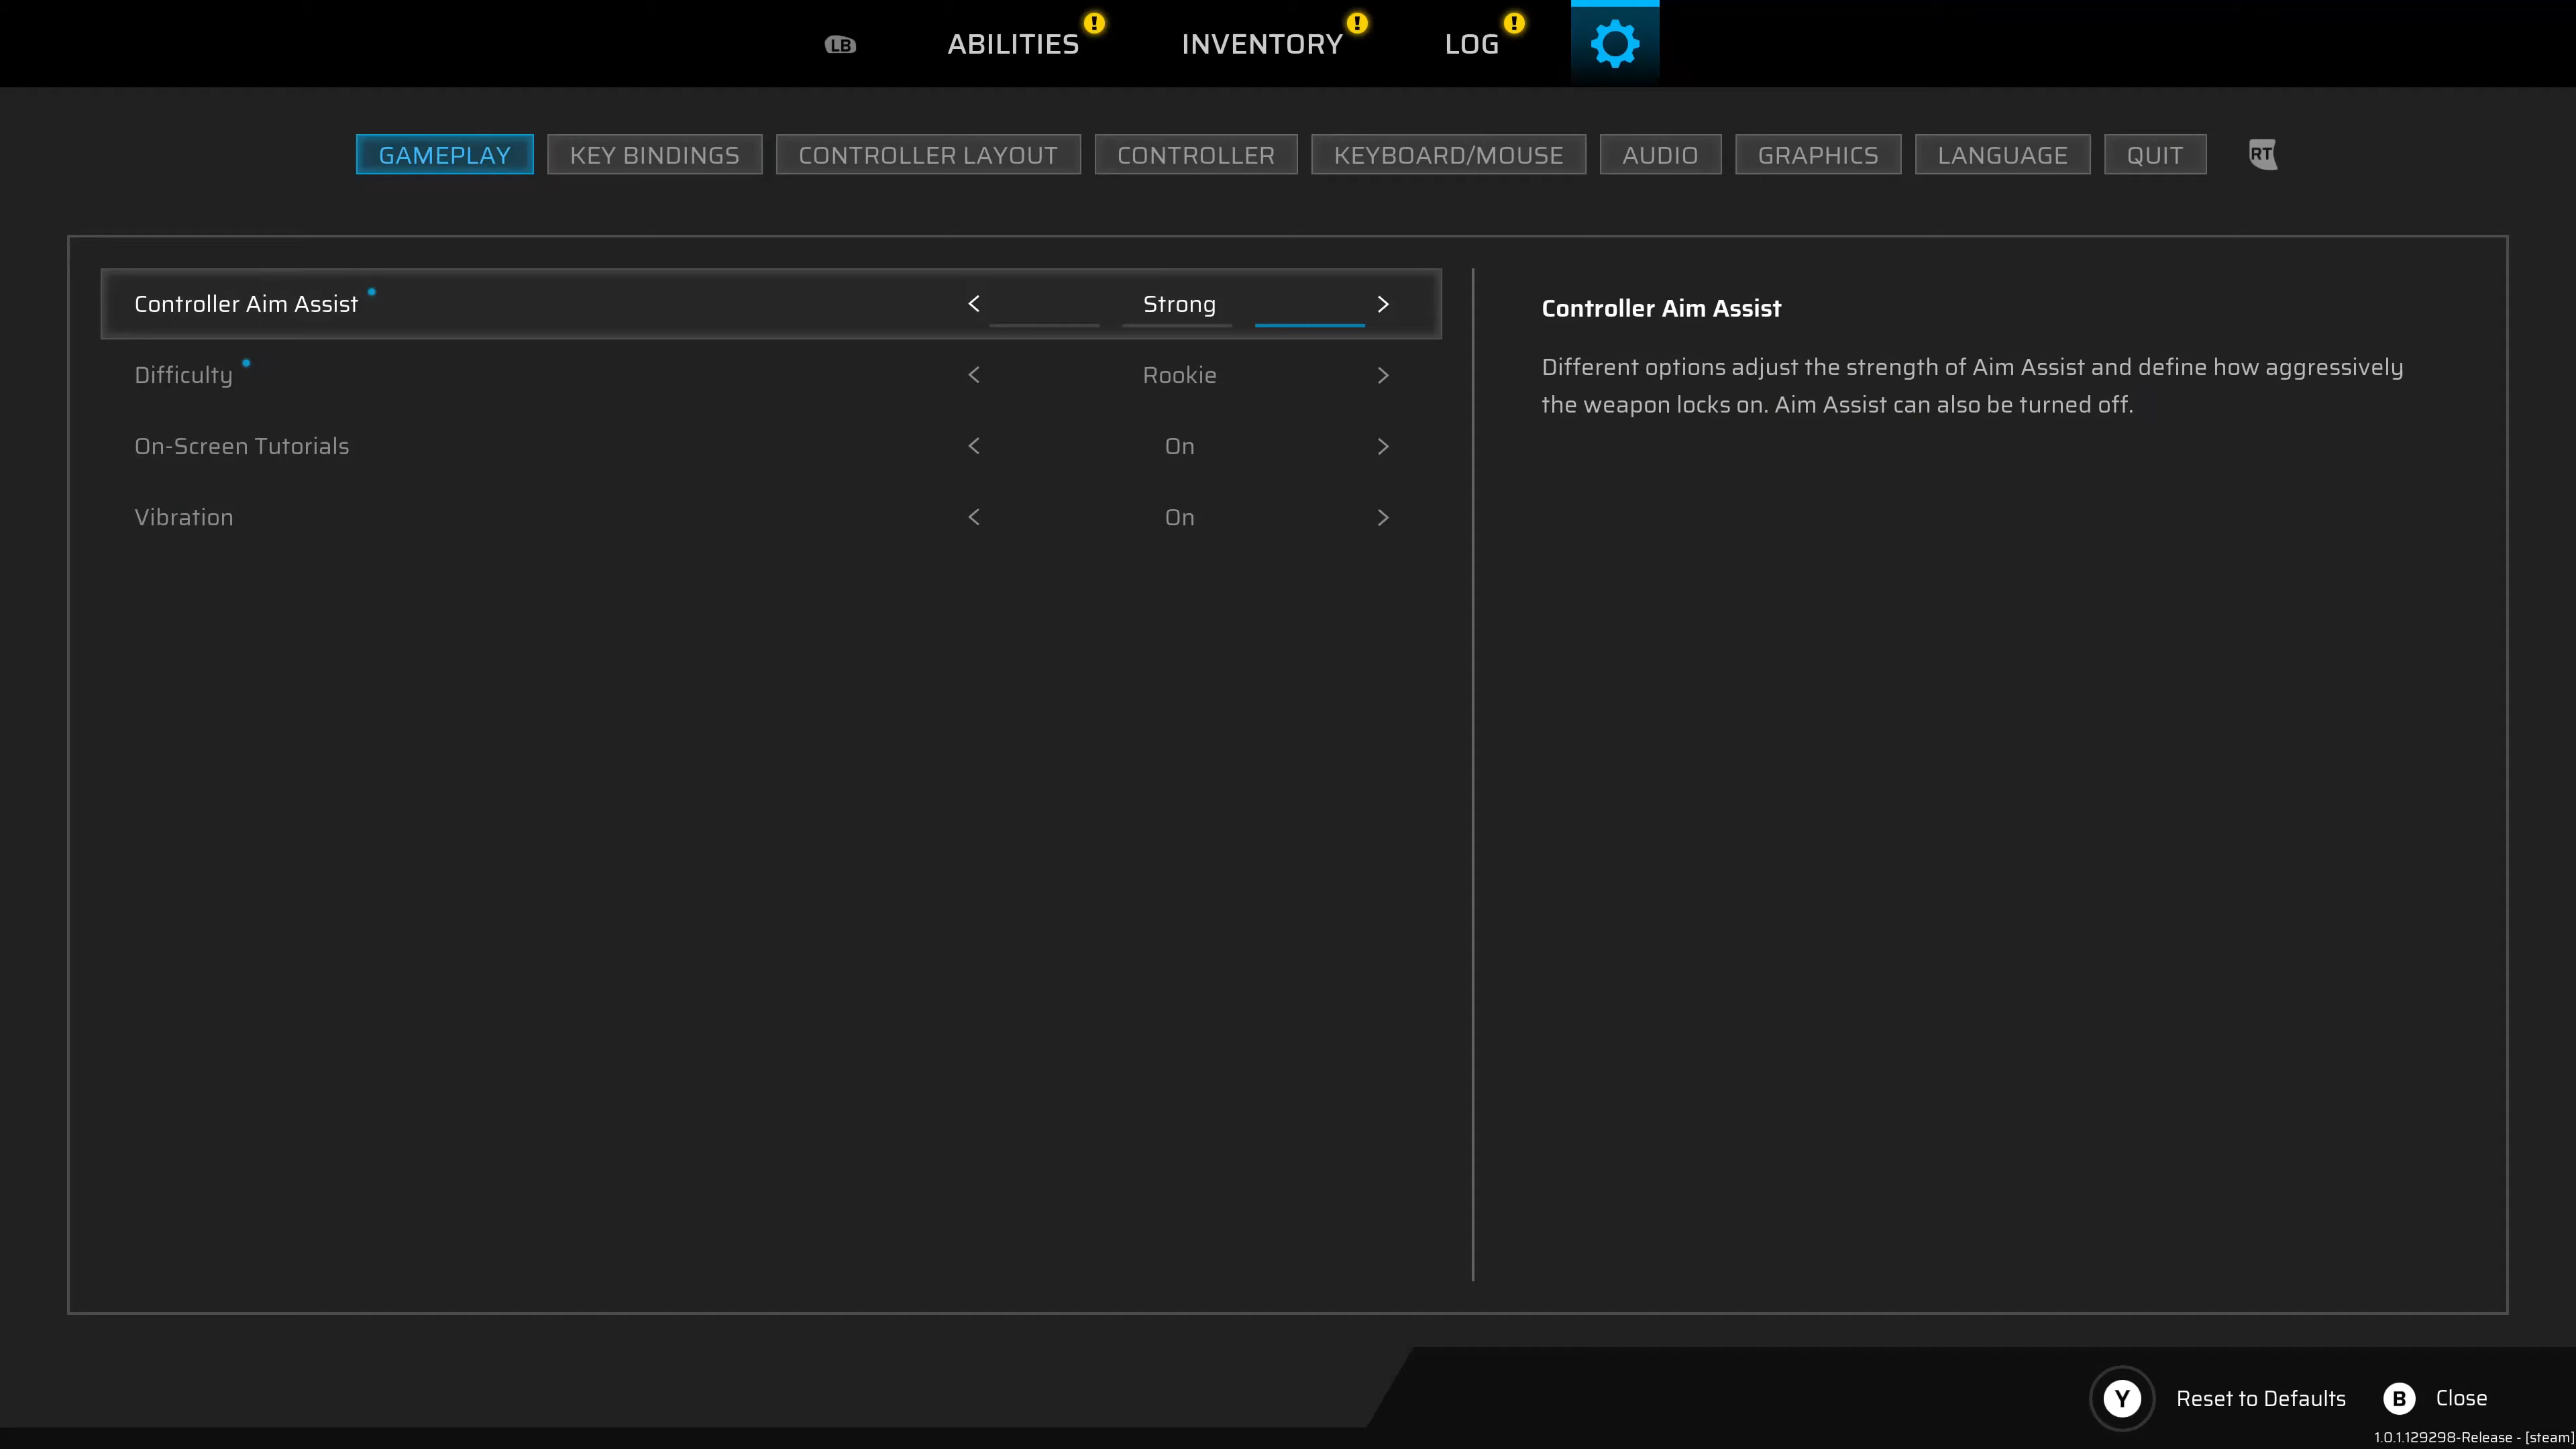 LB ABILITIES ! INVENTORY ! LOG !
GAMEPLAY KEY BINDINGS CONTROLLER LAYOUT CONTROLLER KEYBOARD/MOUSE AUDIO GRAPHICS LANGUAGE QUIT RT
Controller Aim Assist < Strong >
Difficulty < Rookie >
On-Screen Tutorials < On >
Vibration < On >
Controller Aim Assist
Different options adjust the strength of Aim Assist and define how aggressively
the weapon locks on. Aim Assist can also be turned off.
Y Reset to Defaults B Close
1.0.1.129298-Release - [steam]